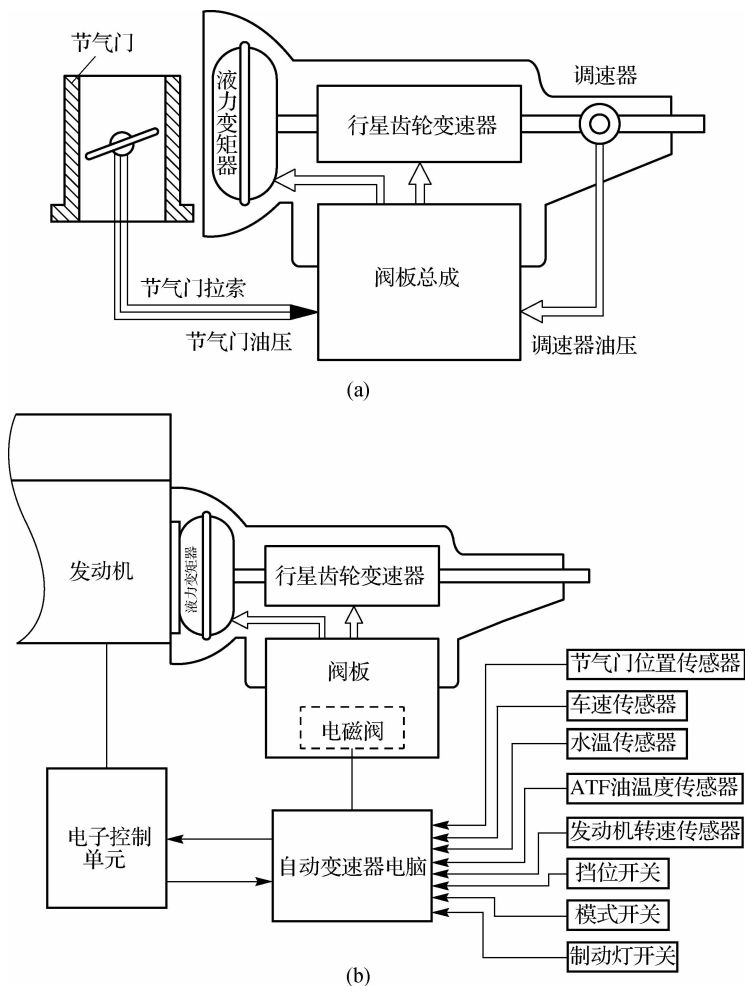 节气门
液力变矩器
行星齿轮变速器
调速器
阀板总成
节气门拉索
节气门油压
调速器油压
(a)
发动机
液力变矩器
行星齿轮变速器
阀板
电磁阀
电子控制
单元
自动变速器电脑
节气门位置传感器
车速传感器
水温传感器
ATF油温度传感器
发动机转速传感器
挡位开关
模式开关
制动灯开关
(b)